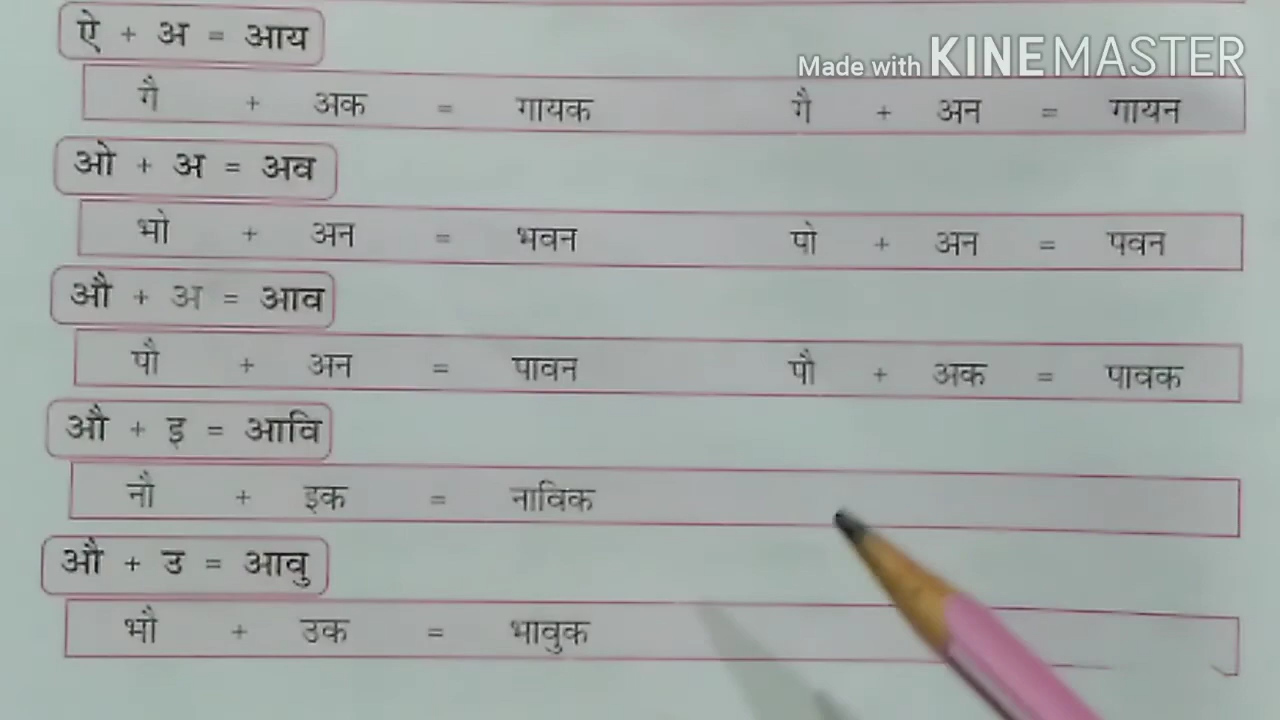 ऐ + अ = आय
Made with KINEMASTER
गै + अक = गायक गै + अन = गायन
ओ + अ = अव
भो + अन = भवन पो + अन = पवन
औ + अ = आव
पौ + अन = पावन पौ + अक = पावक
औ + इ = आवि
नौ + इक = नाविक
औ + उ = आवु
भौ + उक = भावुक